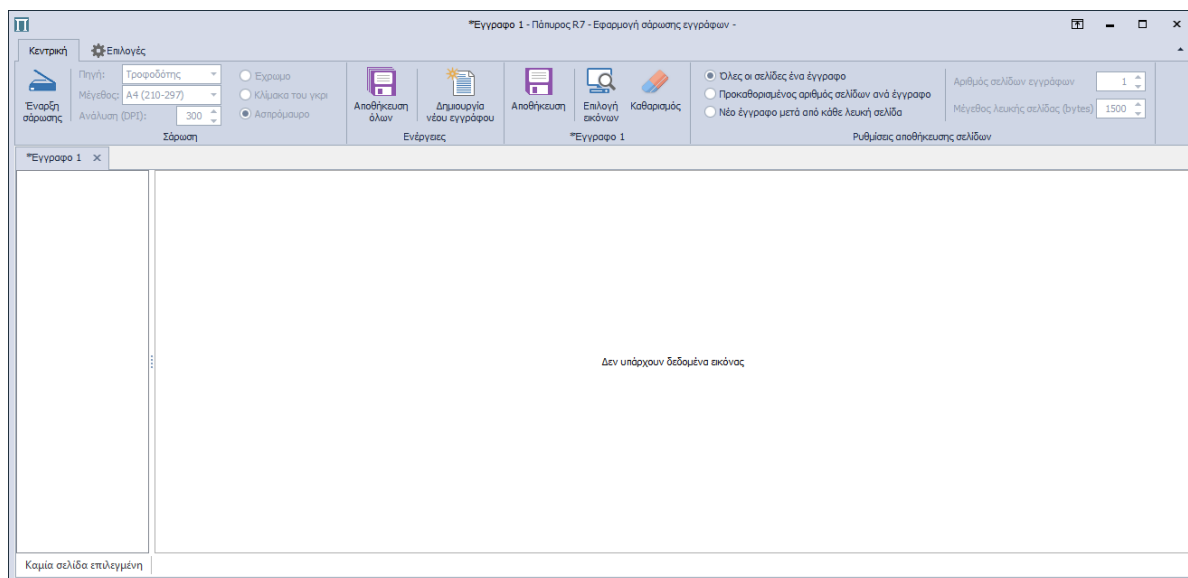 *Έγγραφο 1 - Πάπυρος R7 - Εφαρμογή σάρωσης εγγράφων -
Κεντρική Επιλογές
Έναρξη σάρωσης
Πηγή: Τροφοδότης
Μέγεθος: A4 (210-297)
Ανάλυση (DPI): 300
Έχρωμο
Κλίμακα του γκρι
Ασπρόμαυρο
Σάρωση
Αποθήκευση όλων
Δημιουργία νέου εγγράφου
Ενέργειες
Αποθήκευση
Επιλογή εικόνων
Καθαρισμός
*Έγγραφο 1
Όλες οι σελίδες ένα έγγραφο
Προκαθορισμένος αριθμός σελίδων ανά έγγραφο
Νέο έγγραφο μετά από κάθε λευκή σελίδα
Αριθμός σελίδων εγγράφων 1
Μέγεθος λευκής σελίδας (bytes) 1500
Ρυθμίσεις αποθήκευσης σελίδων
*Έγγραφο 1
Δεν υπάρχουν δεδομένα εικόνας
Καμία σελίδα επιλεγμένη